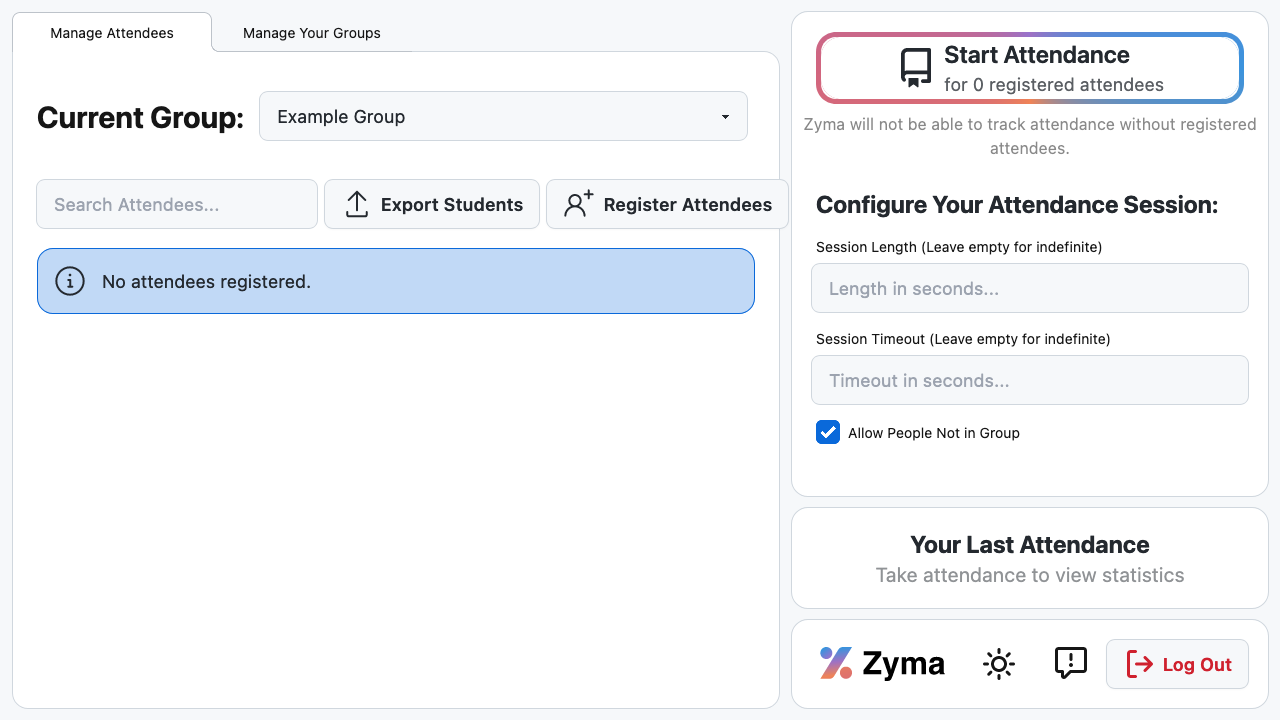 Manage Attendees
Manage Your Groups
Current Group:
Example Group
Search Attendees...
Export Students
Register Attendees
No attendees registered.
Start Attendance
for 0 registered attendees
Zyma will not be able to track attendance without registered
attendees.
Configure Your Attendance Session:
Session Length (Leave empty for indefinite)
Length in seconds...
Session Timeout (Leave empty for indefinite)
Timeout in seconds...
Allow People Not in Group
Your Last Attendance
Take attendance to view statistics
Zyma
Log Out